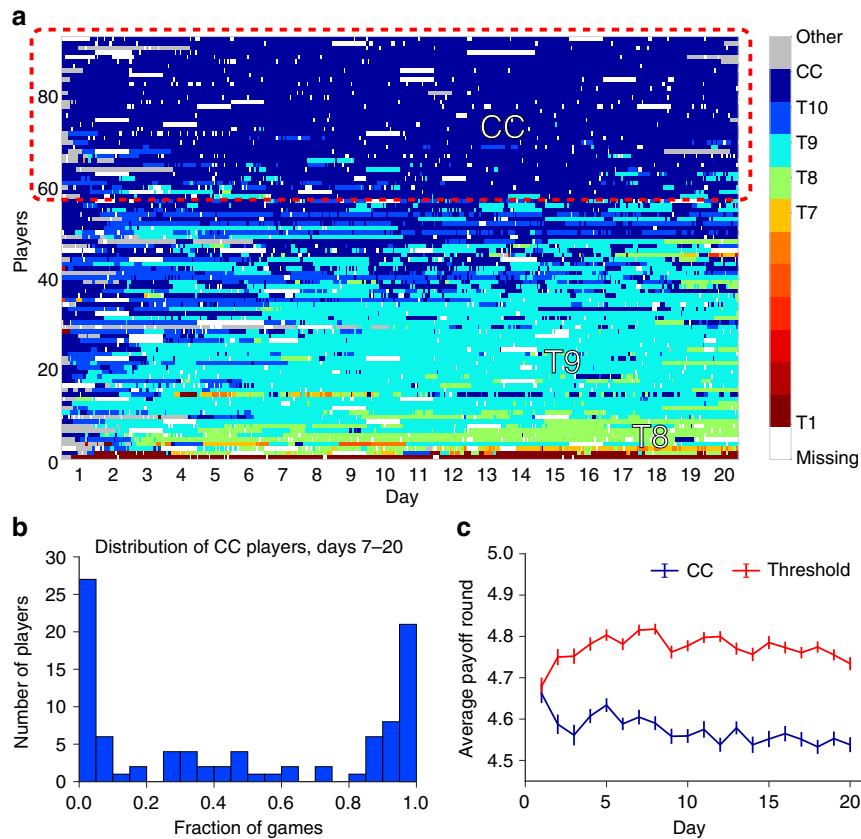 a
Other
CC
T10
T9
T8
T7
T1
Missing
Players
80
60
40
20
0
CC
T9
T8
1 2 3 4 5 6 7 8 9 10 11 12 13 14 15 16 17 18 19 20
Day
b
Distribution of CC players, days 7–20
Number of players
30
25
20
15
10
5
0
0.0 0.2 0.4 0.6 0.8 1.0
Fraction of games
c
CC Threshold
Average payoff round
5.0
4.9
4.8
4.7
4.6
4.5
0 5 10 15 20
Day